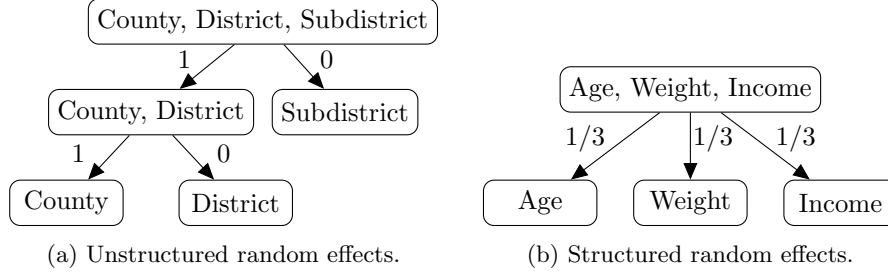 County, District, Subdistrict
1
0
County, District
Subdistrict
1
0
County
District
(a) Unstructured random effects.
Age, Weight, Income
1/3
1/3
1/3
Age
Weight
Income
(b) Structured random effects.